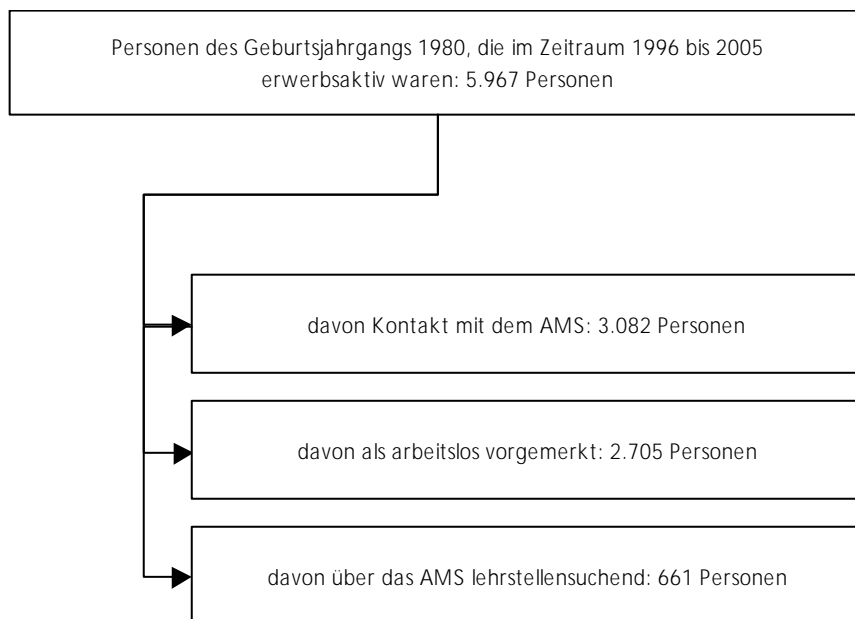 Personen des Geburtsjahrgangs 1980, die im Zeitraum 1996 bis 2005
erwerbsaktiv waren: 5.967 Personen
davon Kontakt mit dem AMS: 3.082 Personen
davon als arbeitslos vorgemerkt: 2.705 Personen
davon über das AMS lehrstellensuchend: 661 Personen